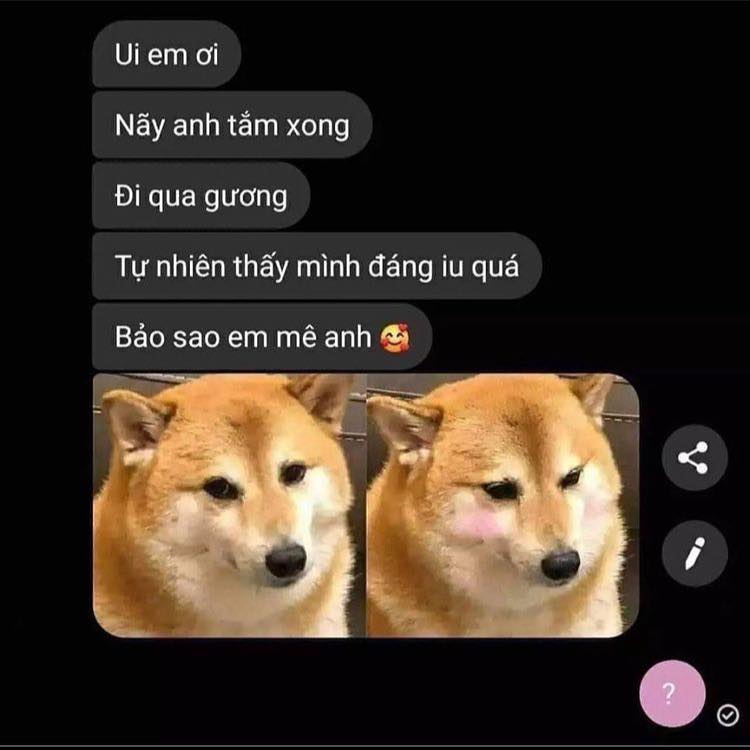 Ui em ơi
Nãy anh tắm xong
Đi qua gương
Tự nhiên thấy mình đáng iu quá
Bảo sao em mê anh 🥰
?